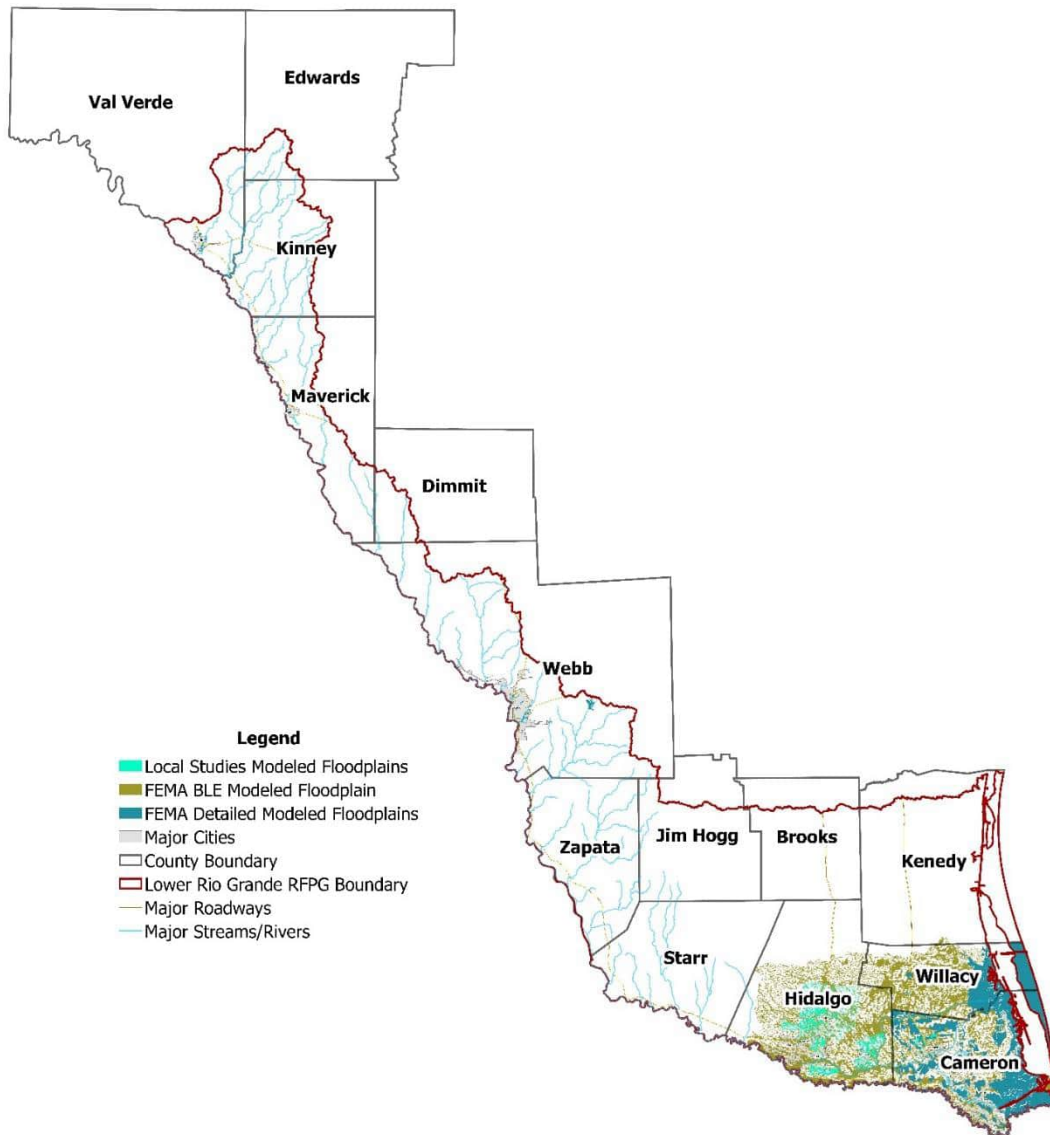 Edwards
Val Verde
Kinney
Maverick
Dimmit
Webb
Legend
Local Studies Modeled Floodplains
FEMA BLE Modeled Floodplain
FEMA Detailed Modeled Floodplains
Major Cities
County Boundary
Lower Rio Grande RFPG Boundary
Major Roadways
Major Streams/Rivers
Zapata
Jim Hogg
Brooks
Kenedy
Starr
Willacy
Hidalgo
Cameron